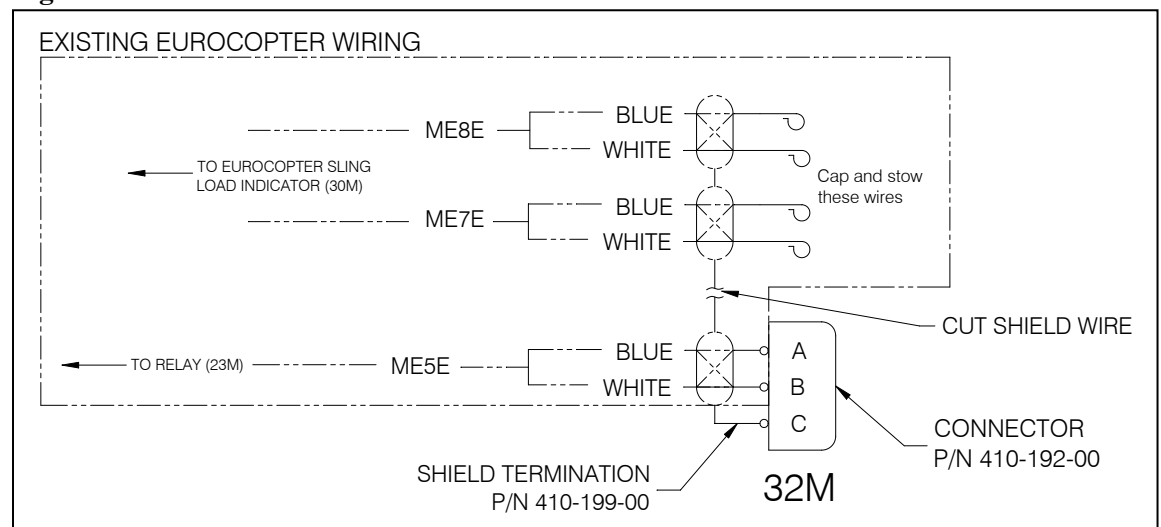 EXISTING EUROCOPTER WIRING
BLUE
ME8E
WHITE
TO EUROCOPTER SLING
LOAD INDICATOR (30M)
Cap and stow
these wires
BLUE
ME7E
WHITE
CUT SHIELD WIRE
BLUE
A
TO RELAY (23M)
ME5E
WHITE
B
C
CONNECTOR
P/N 410-192-00
SHIELD TERMINATION
P/N 410-199-00
32M